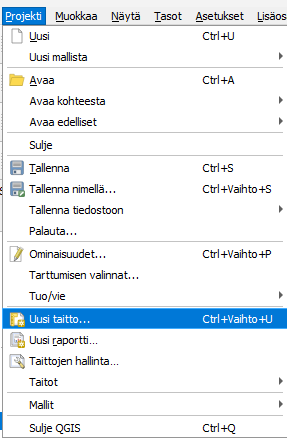 Projekti Muokkaa Näytä Tasot Asetukset Lisäos
Uusi Ctrl+U
Uusi mallista
Avaa Ctrl+A
Avaa kohteesta
Avaa edelliset
Sulje
Tallenna Ctrl+S
Tallenna nimellä... Ctrl+Vaihto+S
Tallenna tiedostoon
Palauta...
Ominaisuudet... Ctrl+Vaihto+P
Tarttumisen valinnat...
Tuo/vie
Uusi taitto... Ctrl+Vaihto+U
Uusi raportti...
Taittojen hallinta...
Taitot
Mallit
Sulje QGIS Ctrl+Q